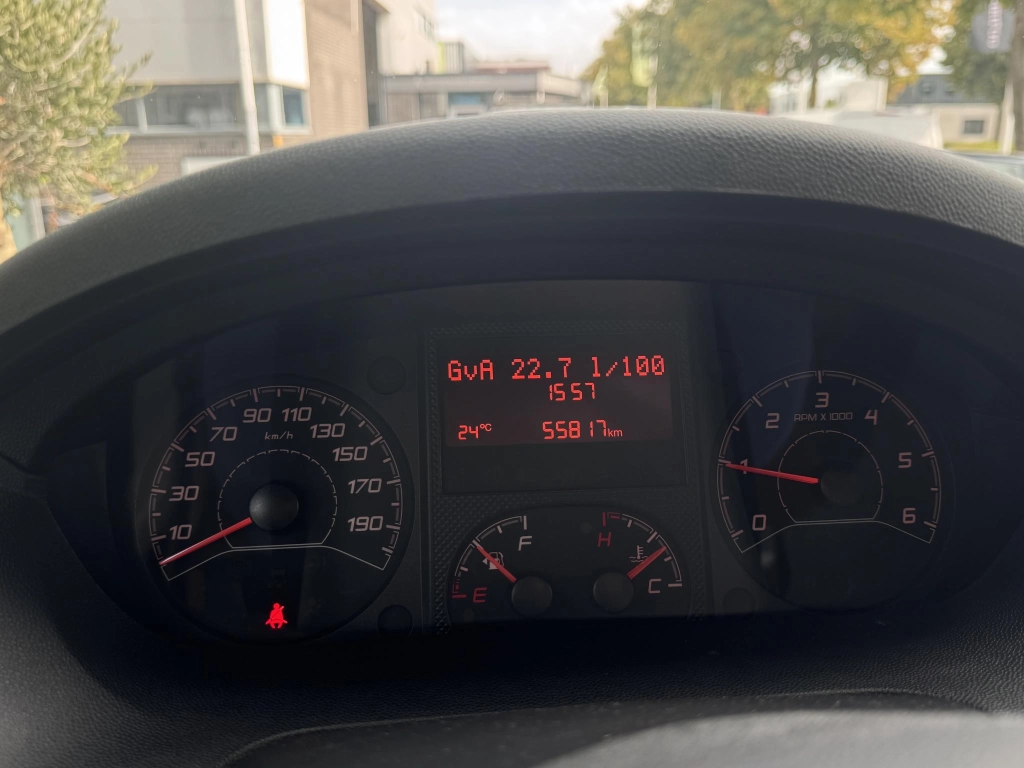 GvA 22.7 l/100
15 57
24°C 55817km
10 30 50 70 90 110 130 150 170 190
km/h
0 1 2 3 4 5 6
RPM X 1000
E F
H C